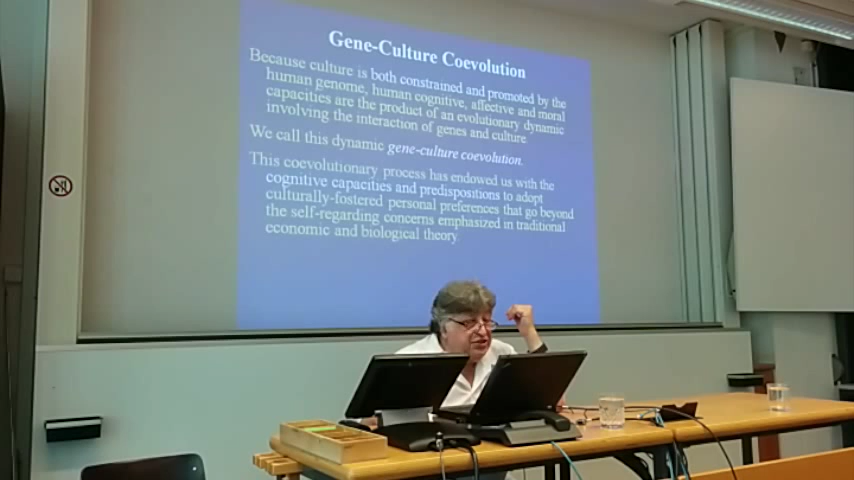 Gene-Culture Coevolution
Because culture is both constrained and promoted by the
human genome, human cognitive, affective and moral
capacities are the product of an evolutionary dynamic
involving the interaction of genes and culture.
We call this dynamic gene-culture coevolution.
This coevolutionary process has endowed us with the
cognitive capacities and predispositions to adopt
culturally-fostered personal preferences that go beyond
the self-regarding concerns emphasized in traditional
economic and biological theory.